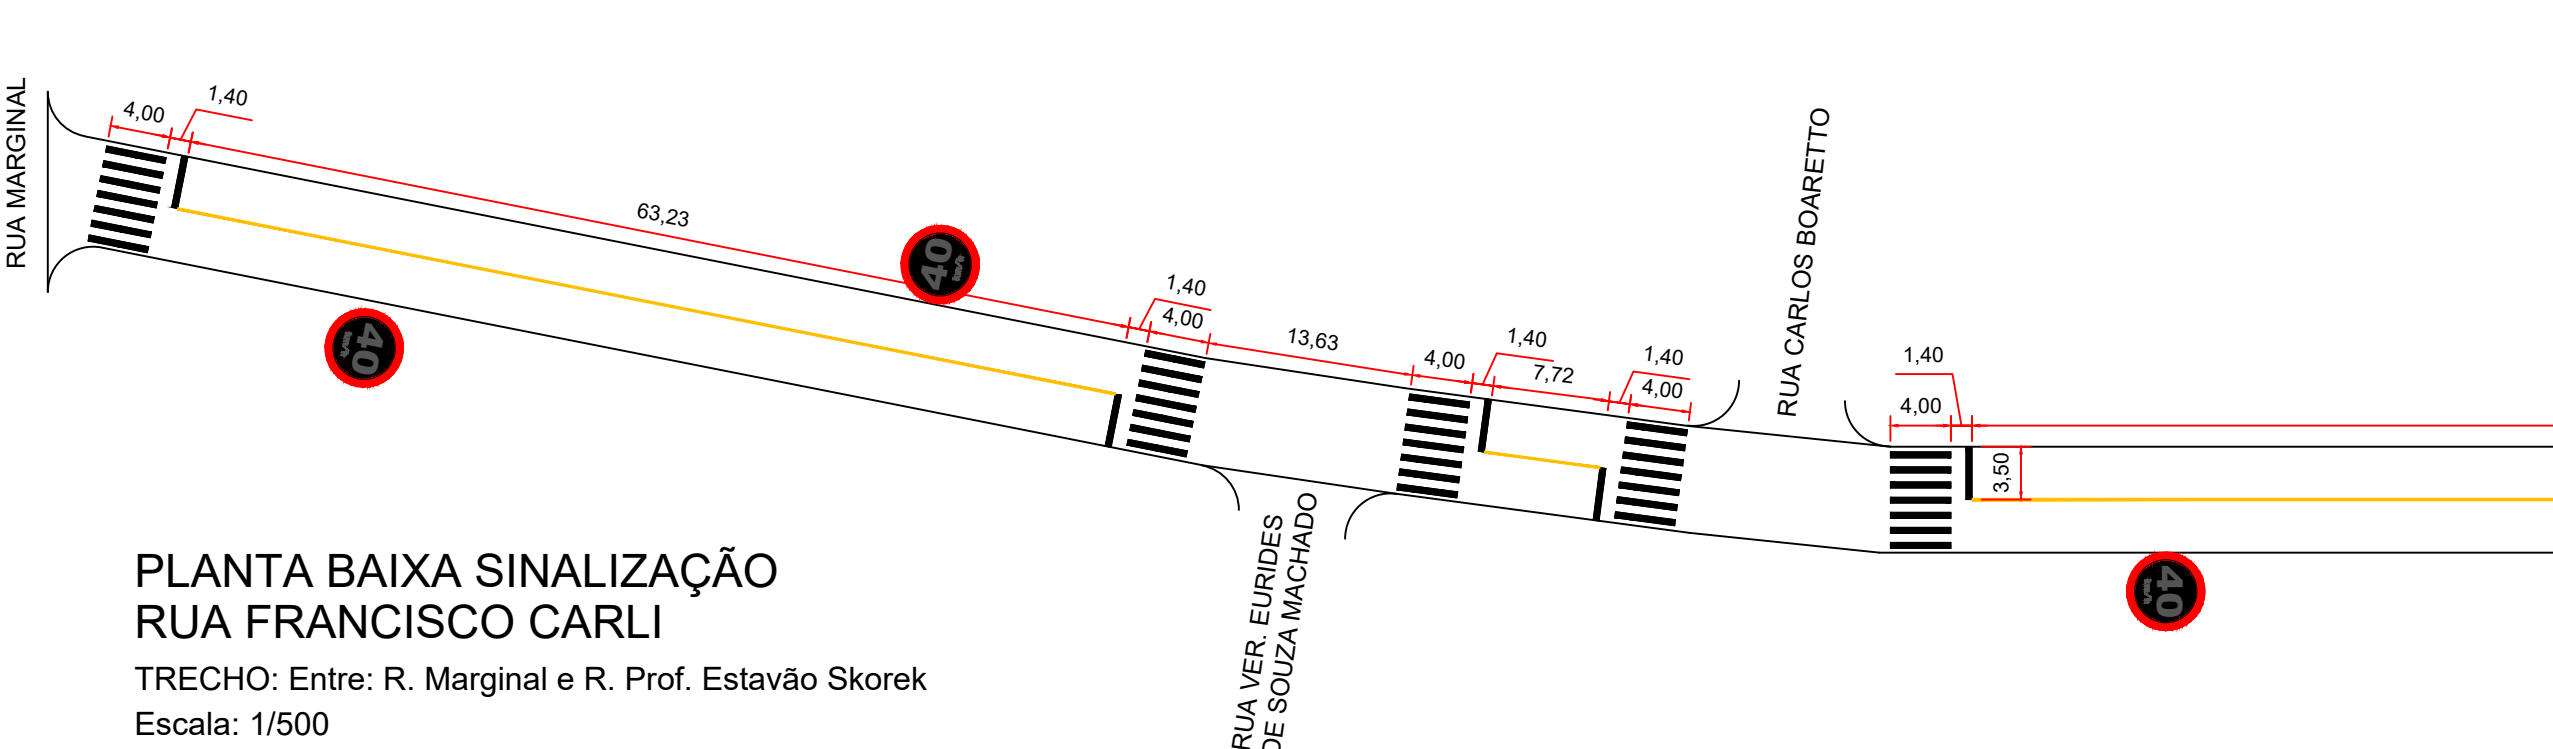 RUA MARGINAL
4,00
1,40
63,23
40
km/h
40
km/h
1,40
4,00
13,63
4,00
1,40
7,72
1,40
4,00
RUA CARLOS BOARETTO
1,40
4,00
3,50
40
km/h
RUA VER. EURIDES
DE SOUZA MACHADO
PLANTA BAIXA SINALIZAÇÃO
RUA FRANCISCO CARLI
TRECHO: Entre: R. Marginal e R. Prof. Estavão Skorek
Escala: 1/500